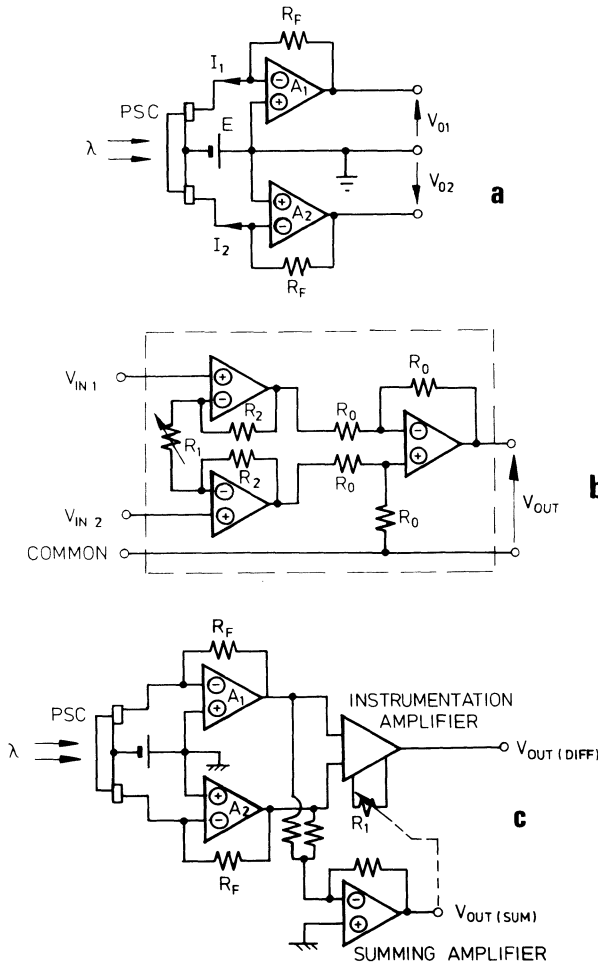 R_F
I_1
A_1
PSC
E
V_01
λ
V_02
a
A_2
I_2
R_F
R_0
V_IN 1
R_2
R_0
R_1
R_2
R_0
V_IN 2
R_0
V_OUT
b
COMMON
R_F
A_1
INSTRUMENTATION
AMPLIFIER
PSC
λ
V_OUT (DIFF)
A_2
R_1
c
R_F
V_OUT (SUM)
SUMMING AMPLIFIER